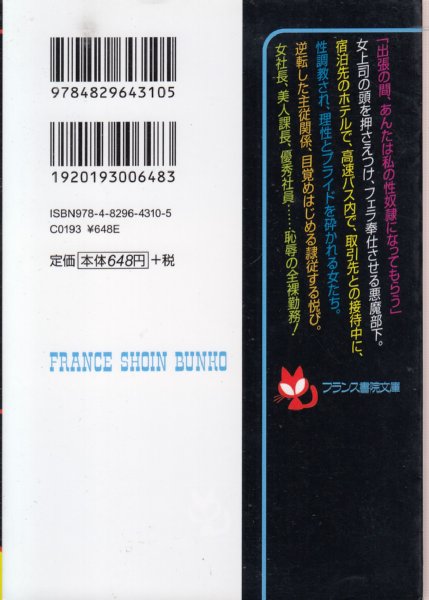 「出張の間、あんたは私の性奴隷になってもらう」
女上司の頭を押さえつけ、フェラ奉仕させる悪魔部下。
宿泊先のホテルで、高速バス内で、取引先との接待中に、
性調教され、理性とプライドを砕かれる女たち。
逆転した主従関係、目覚めはじめる隷従する悦び。
女社長、美人課長、優秀社員……恥辱の全裸勤務！
フランス書院文庫
9784829643105
1920193006483
ISBN978-4-8296-4310-5
C0193 ¥648E
定価 本体648円 +税
FRANCE SHOIN BUNKO